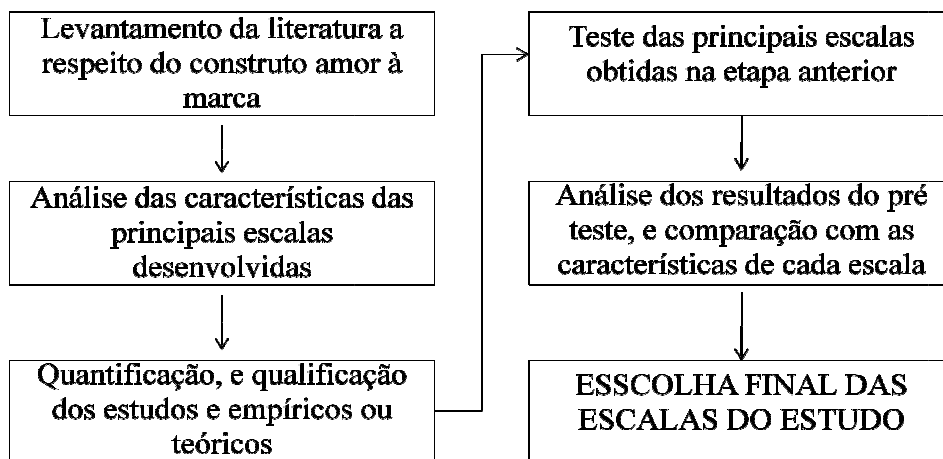 Levantamento da literatura a
respeito do construto amor à
marca
Análise das características das
principais escalas
desenvolvidas
Quantificação, e qualificação
dos estudos e empíricos ou
teóricos
Teste das principais escalas
obtidas na etapa anterior
Análise dos resultados do pré
teste, e comparação com as
características de cada escala
ESSCOLHA FINAL DAS
ESCALAS DO ESTUDO